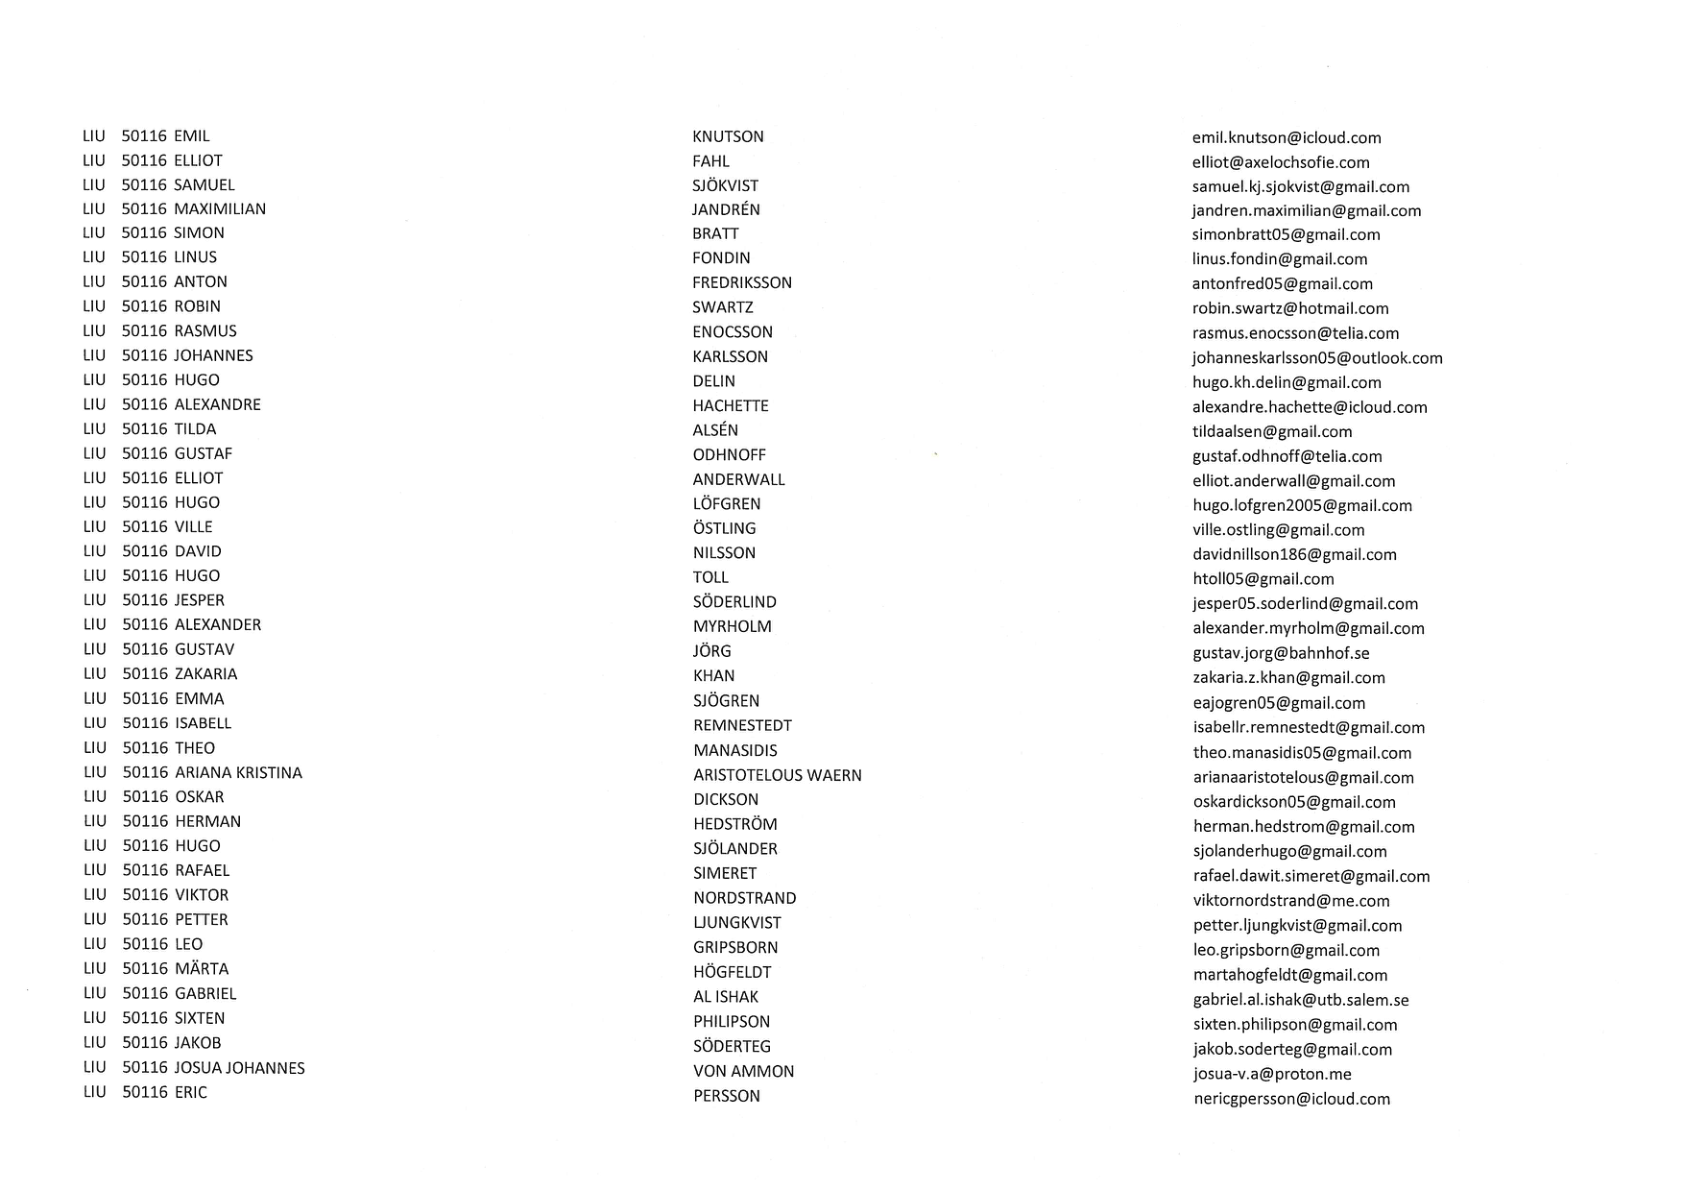 LIU 50116 EMIL KNUTSON emil.knutson@icloud.com
LIU 50116 ELLIOT FAHL elliot@axelochsofie.com
LIU 50116 SAMUEL SJÖKVIST samuel.kj.sjokvist@gmail.com
LIU 50116 MAXIMILIAN JANDRÉN jandren.maximilian@gmail.com
LIU 50116 SIMON BRATT simonbratt05@gmail.com
LIU 50116 LINUS FONDIN linus.fondin@gmail.com
LIU 50116 ANTON FREDRIKSSON antonfred05@gmail.com
LIU 50116 ROBIN SWARTZ robin.swartz@hotmail.com
LIU 50116 RASMUS ENOCSSON rasmus.enocsson@telia.com
LIU 50116 JOHANNES KARLSSON johanneskarlsson05@outlook.com
LIU 50116 HUGO DELIN hugo.kh.delin@gmail.com
LIU 50116 ALEXANDRE HACHETTE alexandre.hachette@icloud.com
LIU 50116 TILDA ALSÉN tildaalsen@gmail.com
LIU 50116 GUSTAF ODHNOFF gustaf.odhnoff@telia.com
LIU 50116 ELLIOT ANDERWALL elliot.anderwall@gmail.com
LIU 50116 HUGO LÖFGREN hugo.lofgren2005@gmail.com
LIU 50116 VILLE ÖSTLING ville.ostling@gmail.com
LIU 50116 DAVID NILSSON davidnillson186@gmail.com
LIU 50116 HUGO TOLL htoll05@gmail.com
LIU 50116 JESPER SÖDERLIND jesper05.soderlind@gmail.com
LIU 50116 ALEXANDER MYRHOLM alexander.myrholm@gmail.com
LIU 50116 GUSTAV JÖRG gustav.jorg@bahnhof.se
LIU 50116 ZAKARIA KHAN zakaria.z.khan@gmail.com
LIU 50116 EMMA SJÖGREN eajogren05@gmail.com
LIU 50116 ISABELL REMNESTEDT isabellr.remnestedt@gmail.com
LIU 50116 THEO MANASIDIS theo.manasidis05@gmail.com
LIU 50116 ARIANA KRISTINA ARISTOTELOUS WAERN arianaaristotelous@gmail.com
LIU 50116 OSKAR DICKSON oskardickson05@gmail.com
LIU 50116 HERMAN HEDSTRÖM herman.hedstrom@gmail.com
LIU 50116 HUGO SJÖLANDER sjolanderhugo@gmail.com
LIU 50116 RAFAEL SIMERET rafael.dawit.simeret@gmail.com
LIU 50116 VIKTOR NORDSTRAND viktornordstrand@me.com
LIU 50116 PETTER LJUNGKVIST petter.ljungkvist@gmail.com
LIU 50116 LEO GRIPSBORN leo.gripsborn@gmail.com
LIU 50116 MÄRTA HÖGFELDT martahogfeldt@gmail.com
LIU 50116 GABRIEL AL ISHAK gabriel.al.ishak@utb.salem.se
LIU 50116 SIXTEN PHILIPSON sixten.philipson@gmail.com
LIU 50116 JAKOB SÖDERTEG jakob.soderteg@gmail.com
LIU 50116 JOSUA JOHANNES VON AMMON josua-v.a@proton.me
LIU 50116 ERIC PERSSON nericgpersson@icloud.com